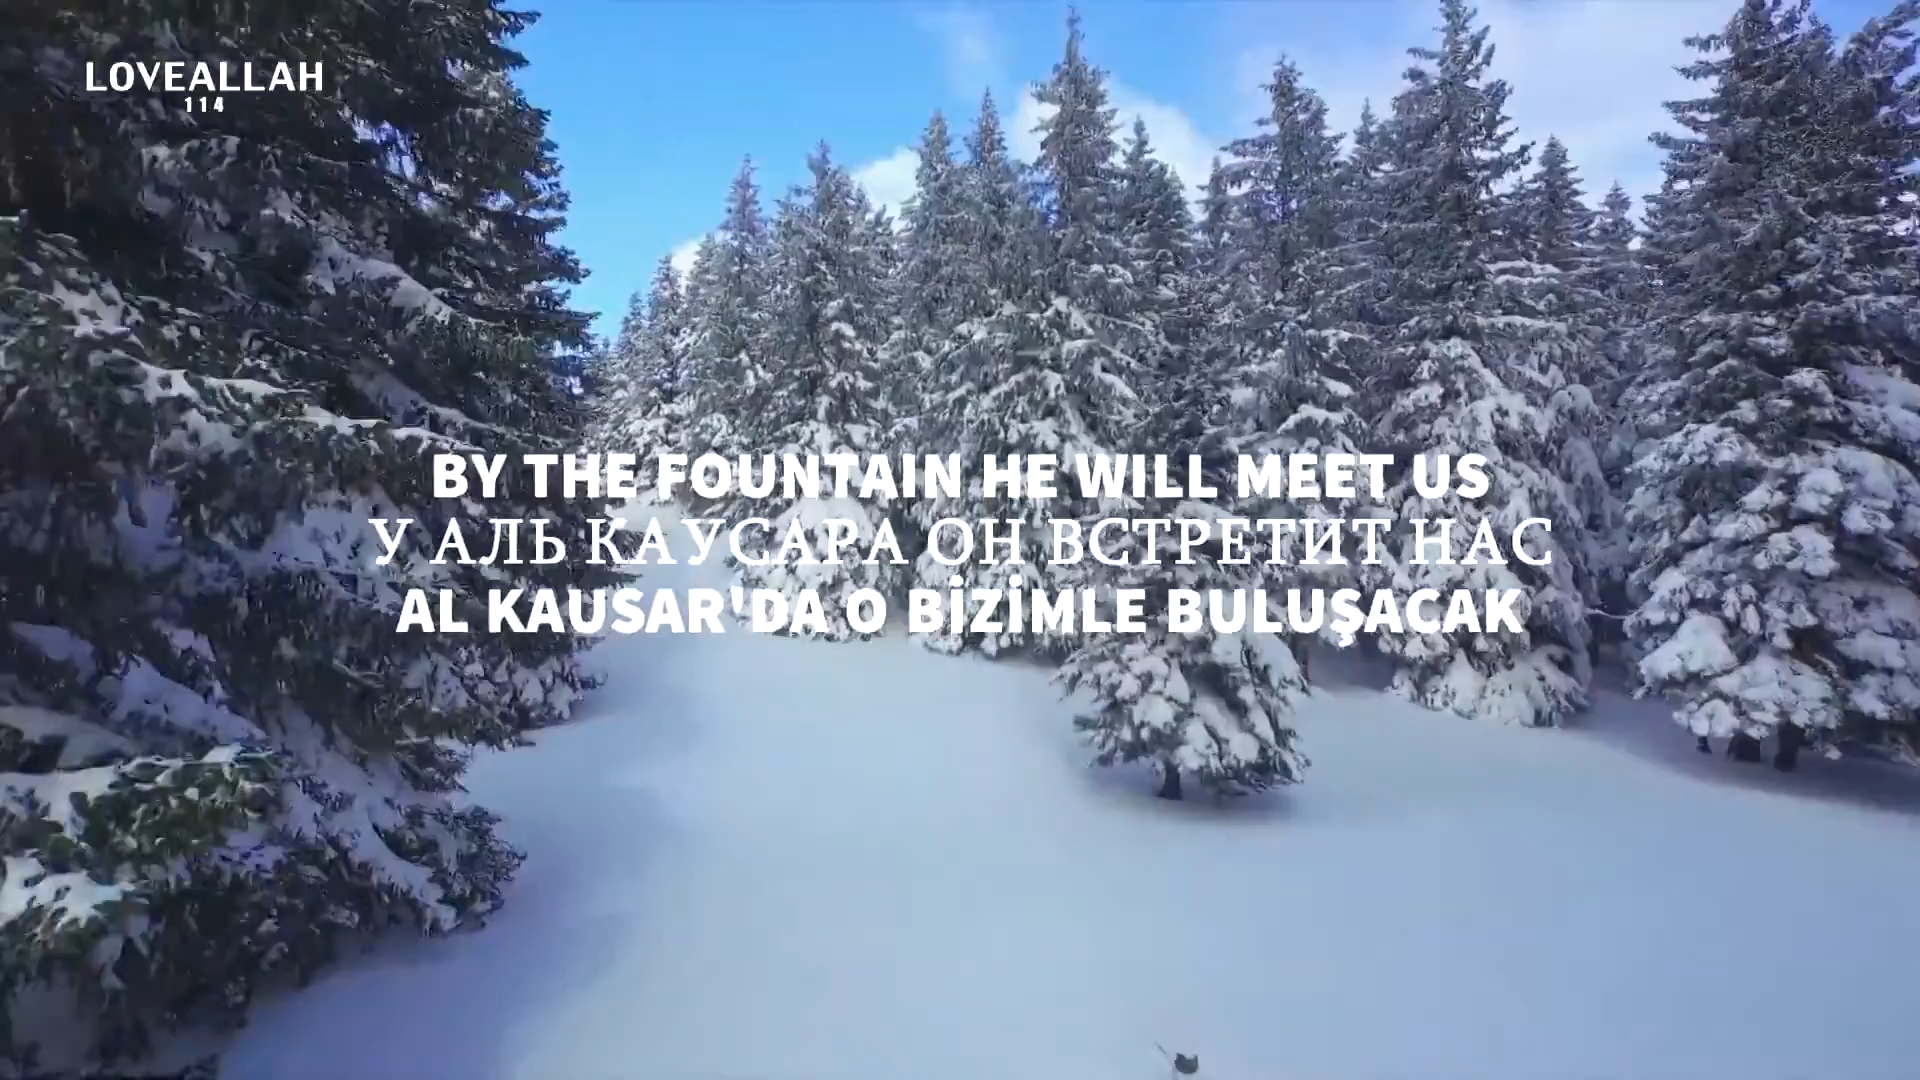 LOVEALLAH
114
BY THE FOUNTAIN HE WILL MEET US
У АЛЬ КАУСАРА ОН ВСТРЕТИТ НАС
AL KAUSAR'DA O BİZİMLE BULUŞACAK